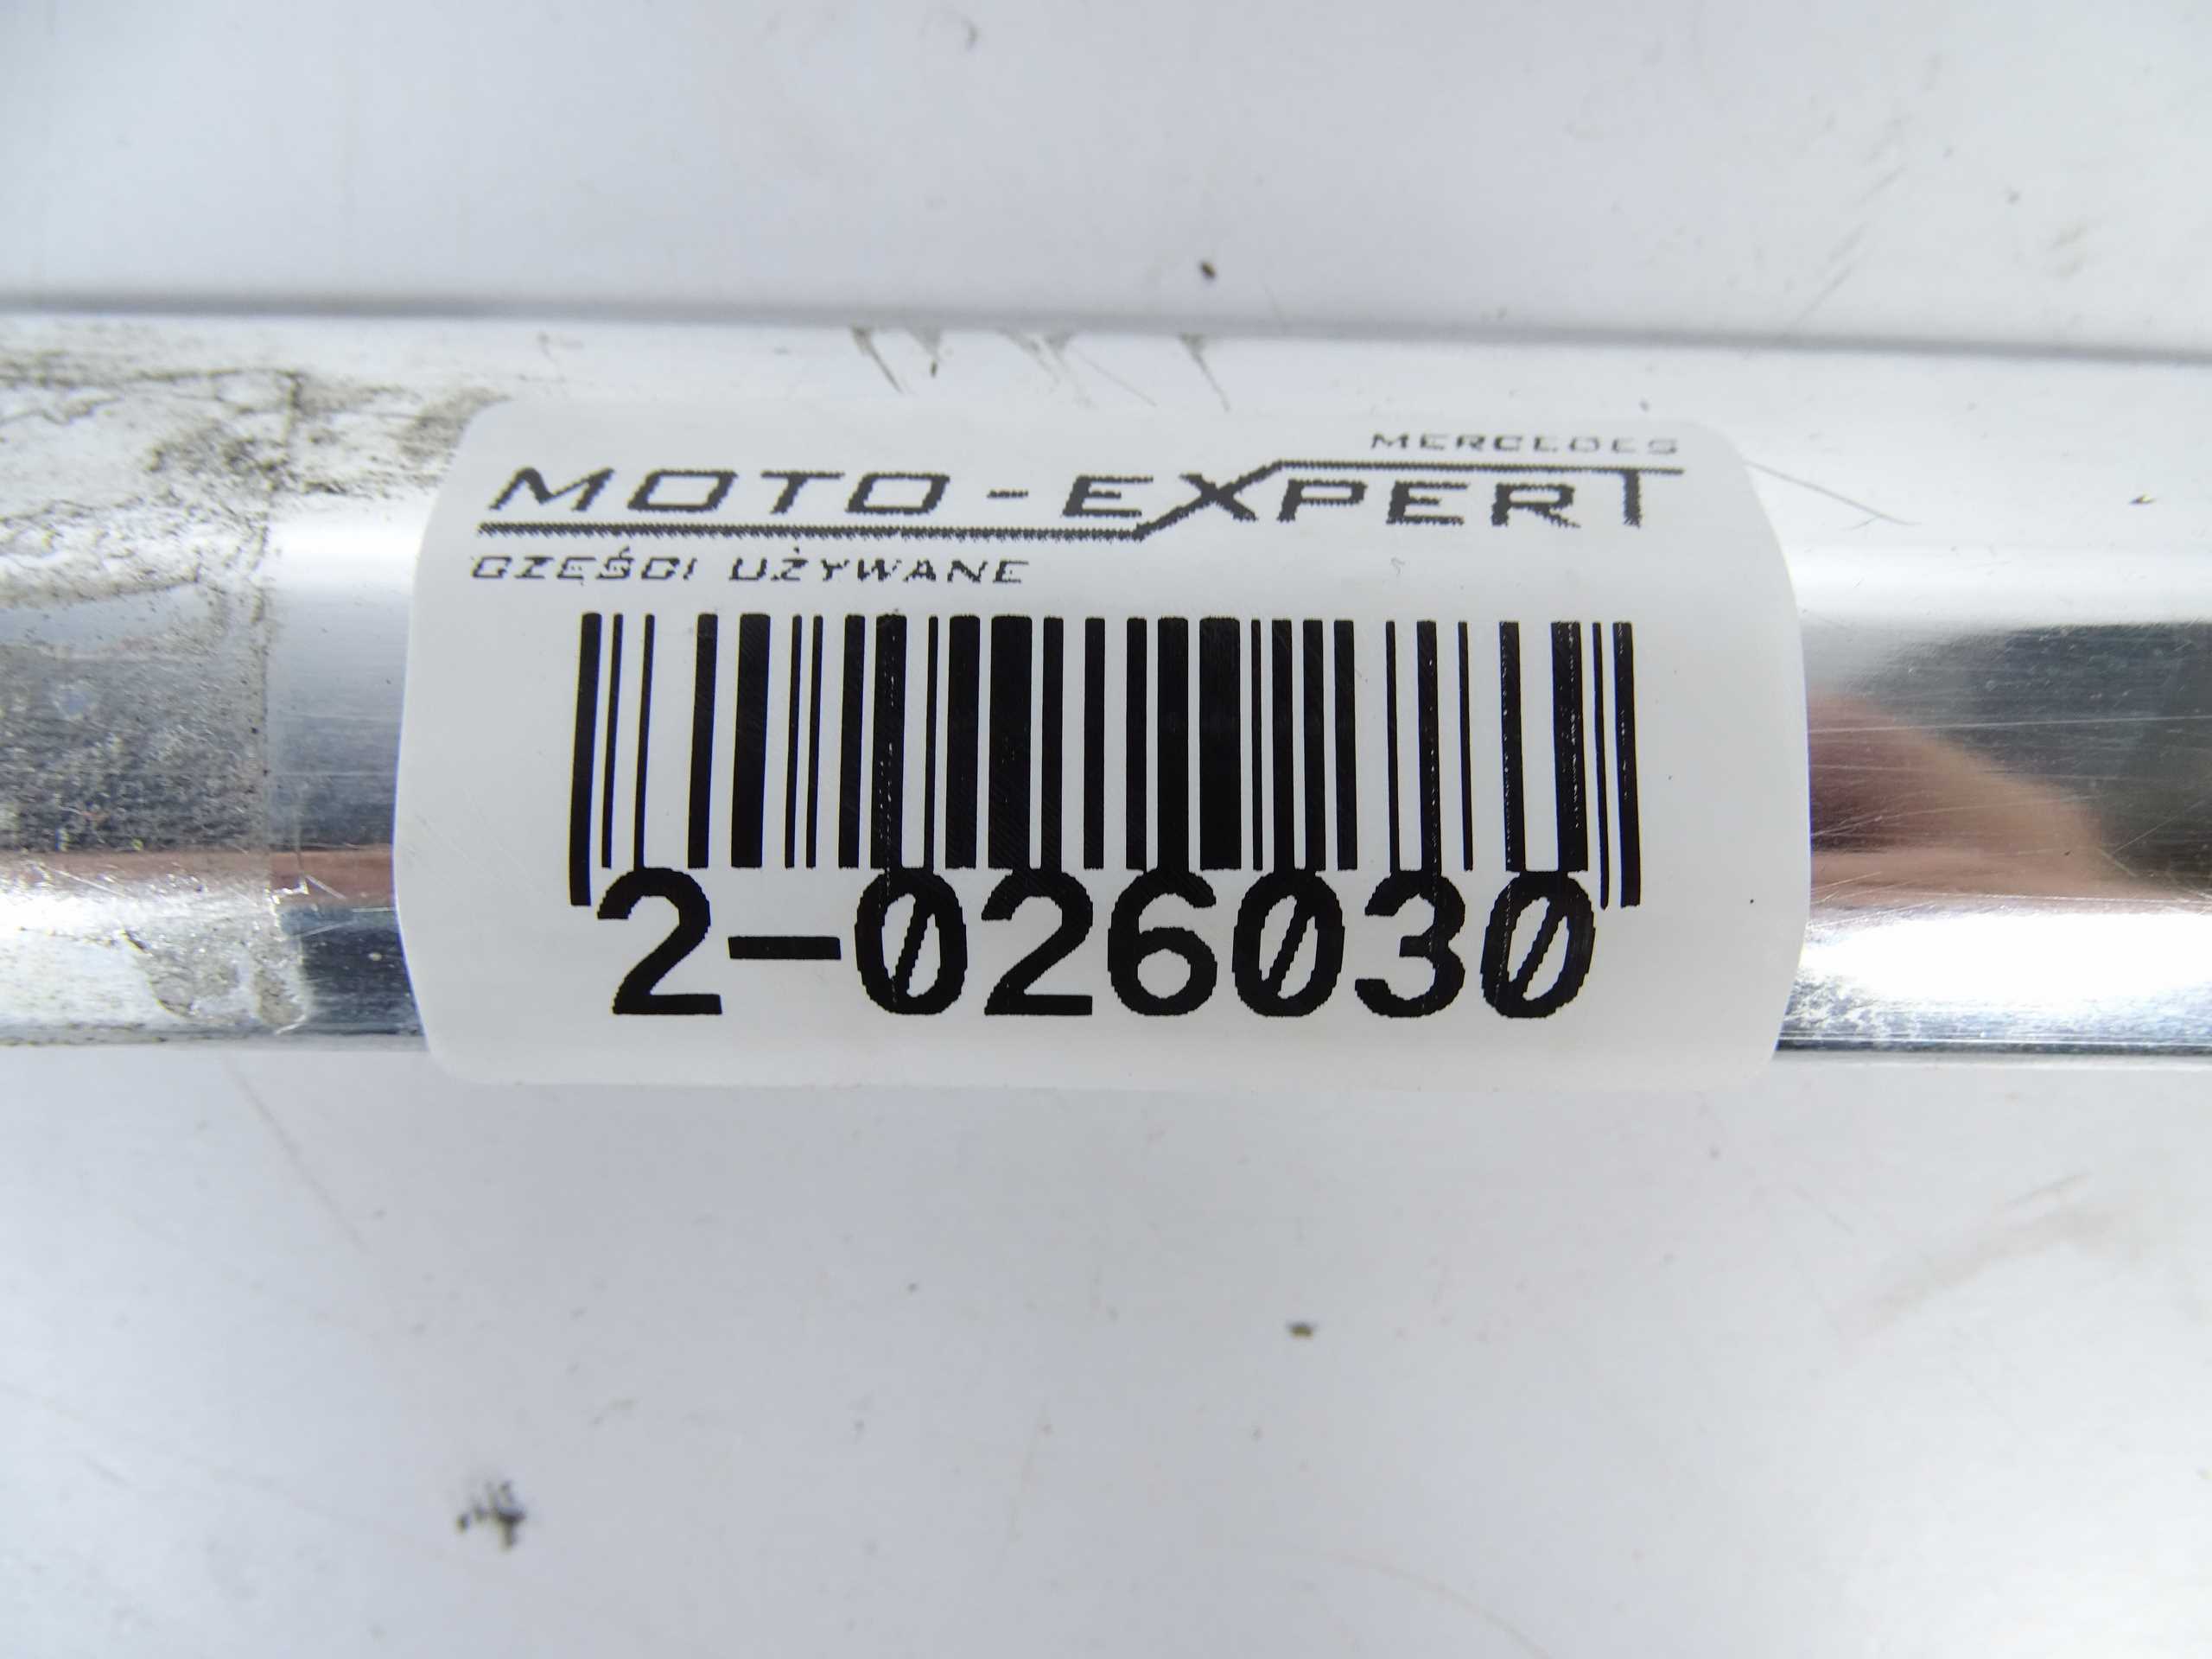 MERCEDES
MOTO-EXPERT
CZĘŚCI UŻYWANE
2-026030